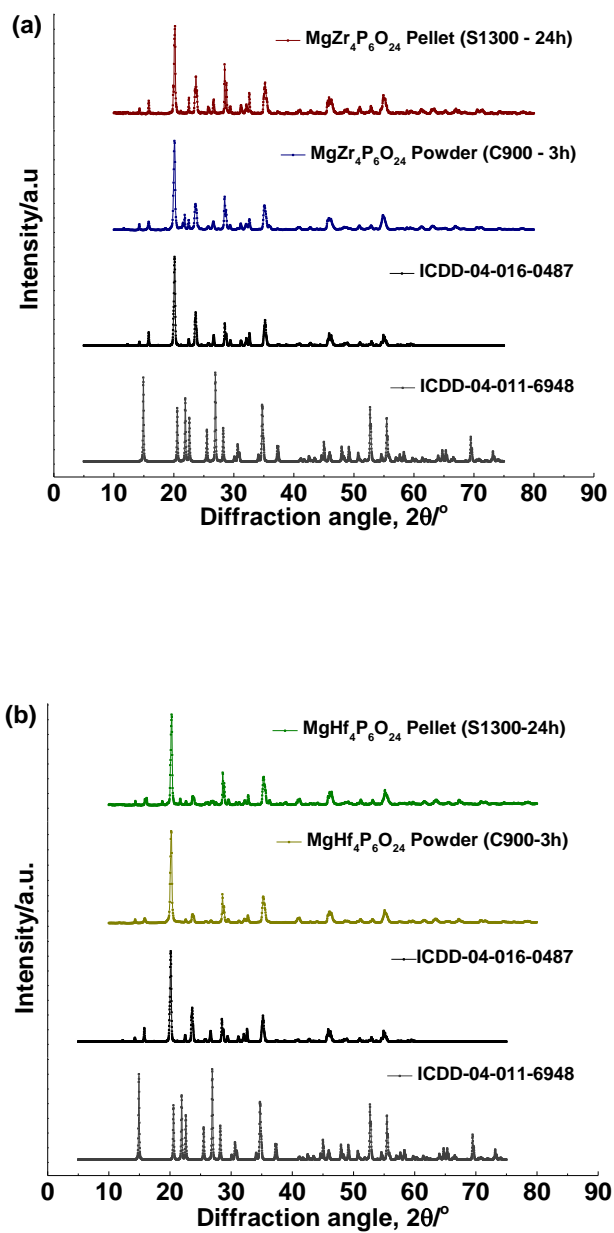 (a)
MgZr₄P₆O₂₄ Pellet (S1300 - 24h)
MgZr₄P₆O₂₄ Powder (C900 - 3h)
ICDD-04-016-0487
ICDD-04-011-6948
Intensity/a.u
0 10 20 30 40 50 60 70 80 90
Diffraction angle, 2θ/°
(b)
MgHf₄P₆O₂₄ Pellet (S1300-24h)
MgHf₄P₆O₂₄ Powder (C900-3h)
ICDD-04-016-0487
ICDD-04-011-6948
Intensity/a.u.
0 10 20 30 40 50 60 70 80 90
Diffraction angle, 2θ/°